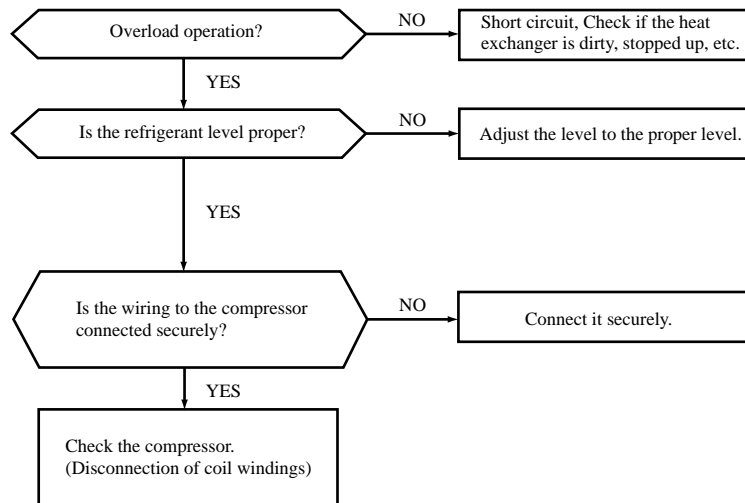 Overload operation?
NO
Short circuit, Check if the heat
exchanger is dirty, stopped up, etc.
YES
Is the refrigerant level proper?
NO
Adjust the level to the proper level.
YES
Is the wiring to the compressor
connected securely?
NO
Connect it securely.
YES
Check the compressor.
(Disconnection of coil windings)